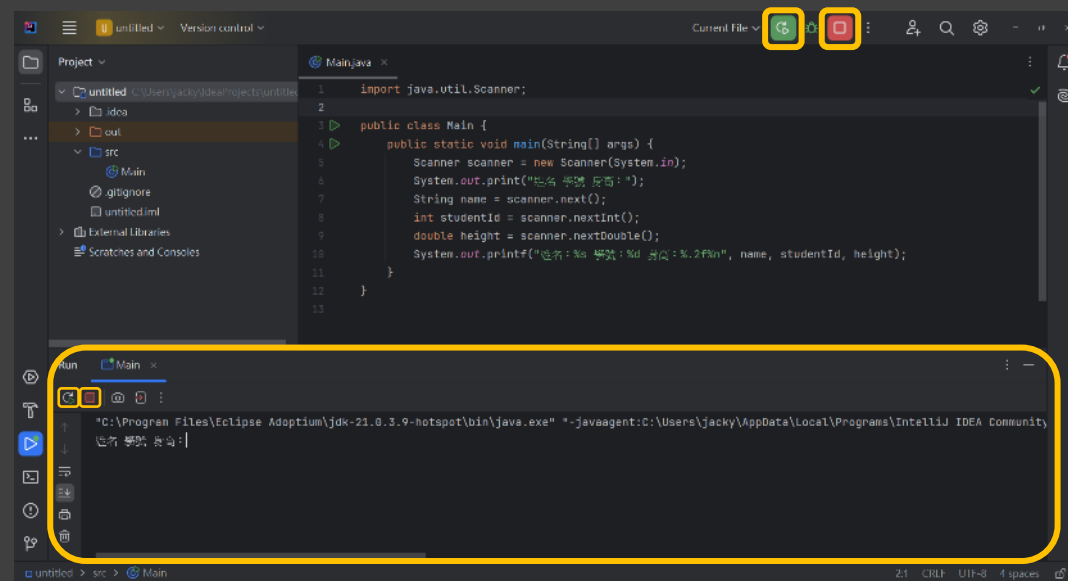 U untitled Version control Current File
Project
Main.java ×
untitled C:\Users\jacky\IdeaProjects\untitled
.idea
out
src
Main
.gitignore
untitled.iml
External Libraries
Scratches and Consoles
1 import java.util.Scanner;
2
3 public class Main {
4 public static void main(String[] args) {
5 Scanner scanner = new Scanner(System.in);
6 System.out.print("姓名 學號 身高：");
7 String name = scanner.next();
8 int studentId = scanner.nextInt();
9 double height = scanner.nextDouble();
10 System.out.printf("姓名：%s 學號：%d 身高：%.2f%n", name, studentId, height);
11 }
12 }
13
Run Main ×
"C:\Program Files\Eclipse Adoptium\jdk-21.0.3.9-hotspot\bin\java.exe" "-javaagent:C:\Users\jacky\AppData\Local\Programs\IntelliJ IDEA Community
姓名 學號 身高：
untitled > src > Main 2:1 CRLF UTF-8 4 spaces